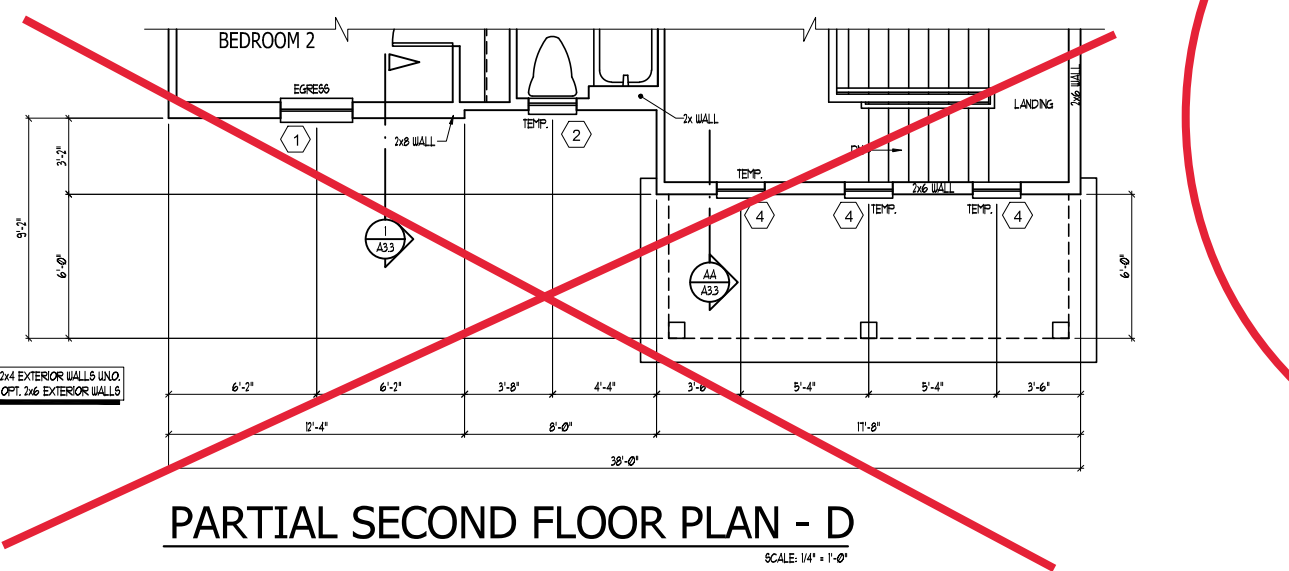 BEDROOM 2
EGRESS
LANDING
2x6 WALL
1
2x8 WALL
TEMP.
2
2x WALL
3'-2"
TEMP.
2x6 WALL
4
4
TEMP.
TEMP.
4
9'-2"
6'-0"
1
A3.3
AA
A3.3
6'-0"
2x4 EXTERIOR WALLS U.N.O.
OPT. 2x6 EXTERIOR WALLS
6'-2" 6'-2" 3'-8" 4'-4" 3'-6" 5'-4" 5'-4" 3'-6"
12'-4" 8'-0" 17'-8"
38'-0"
PARTIAL SECOND FLOOR PLAN - D
SCALE: 1/4" = 1'-0"